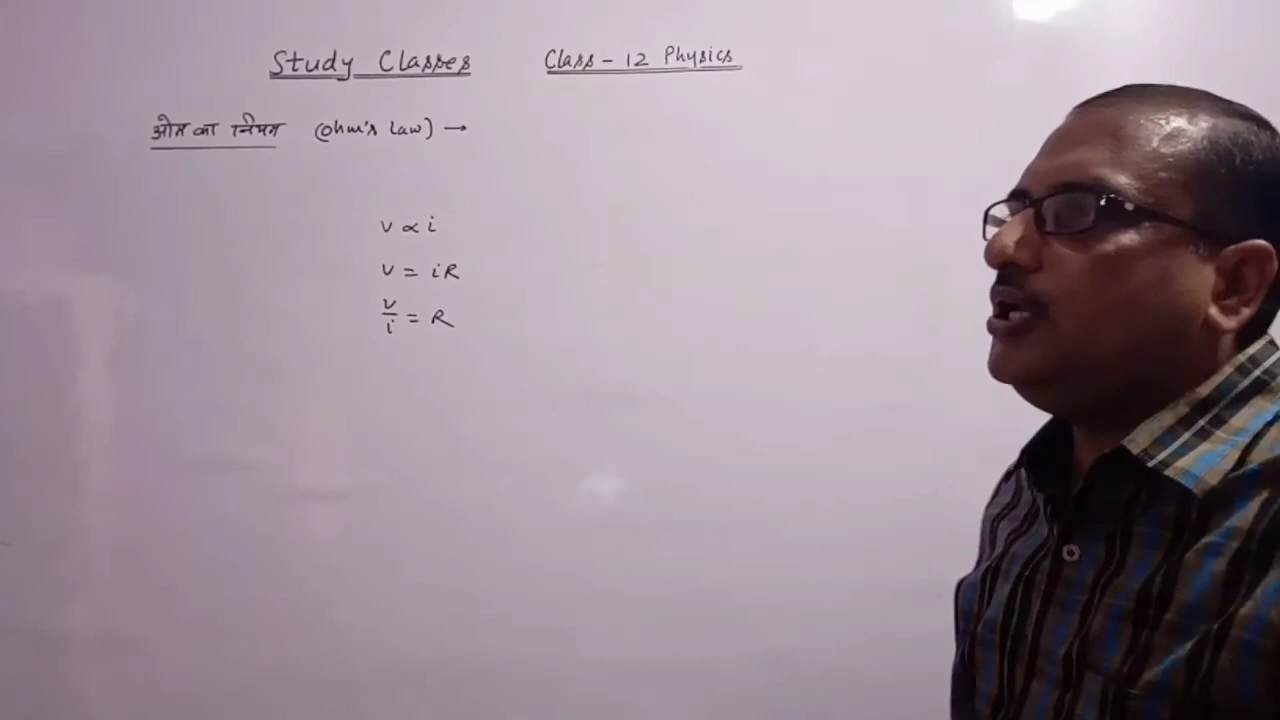 Study Classes Class - 12 Physics
ओम का नियम (ohm's law) →
v ∝ i
v = iR
v/i = R